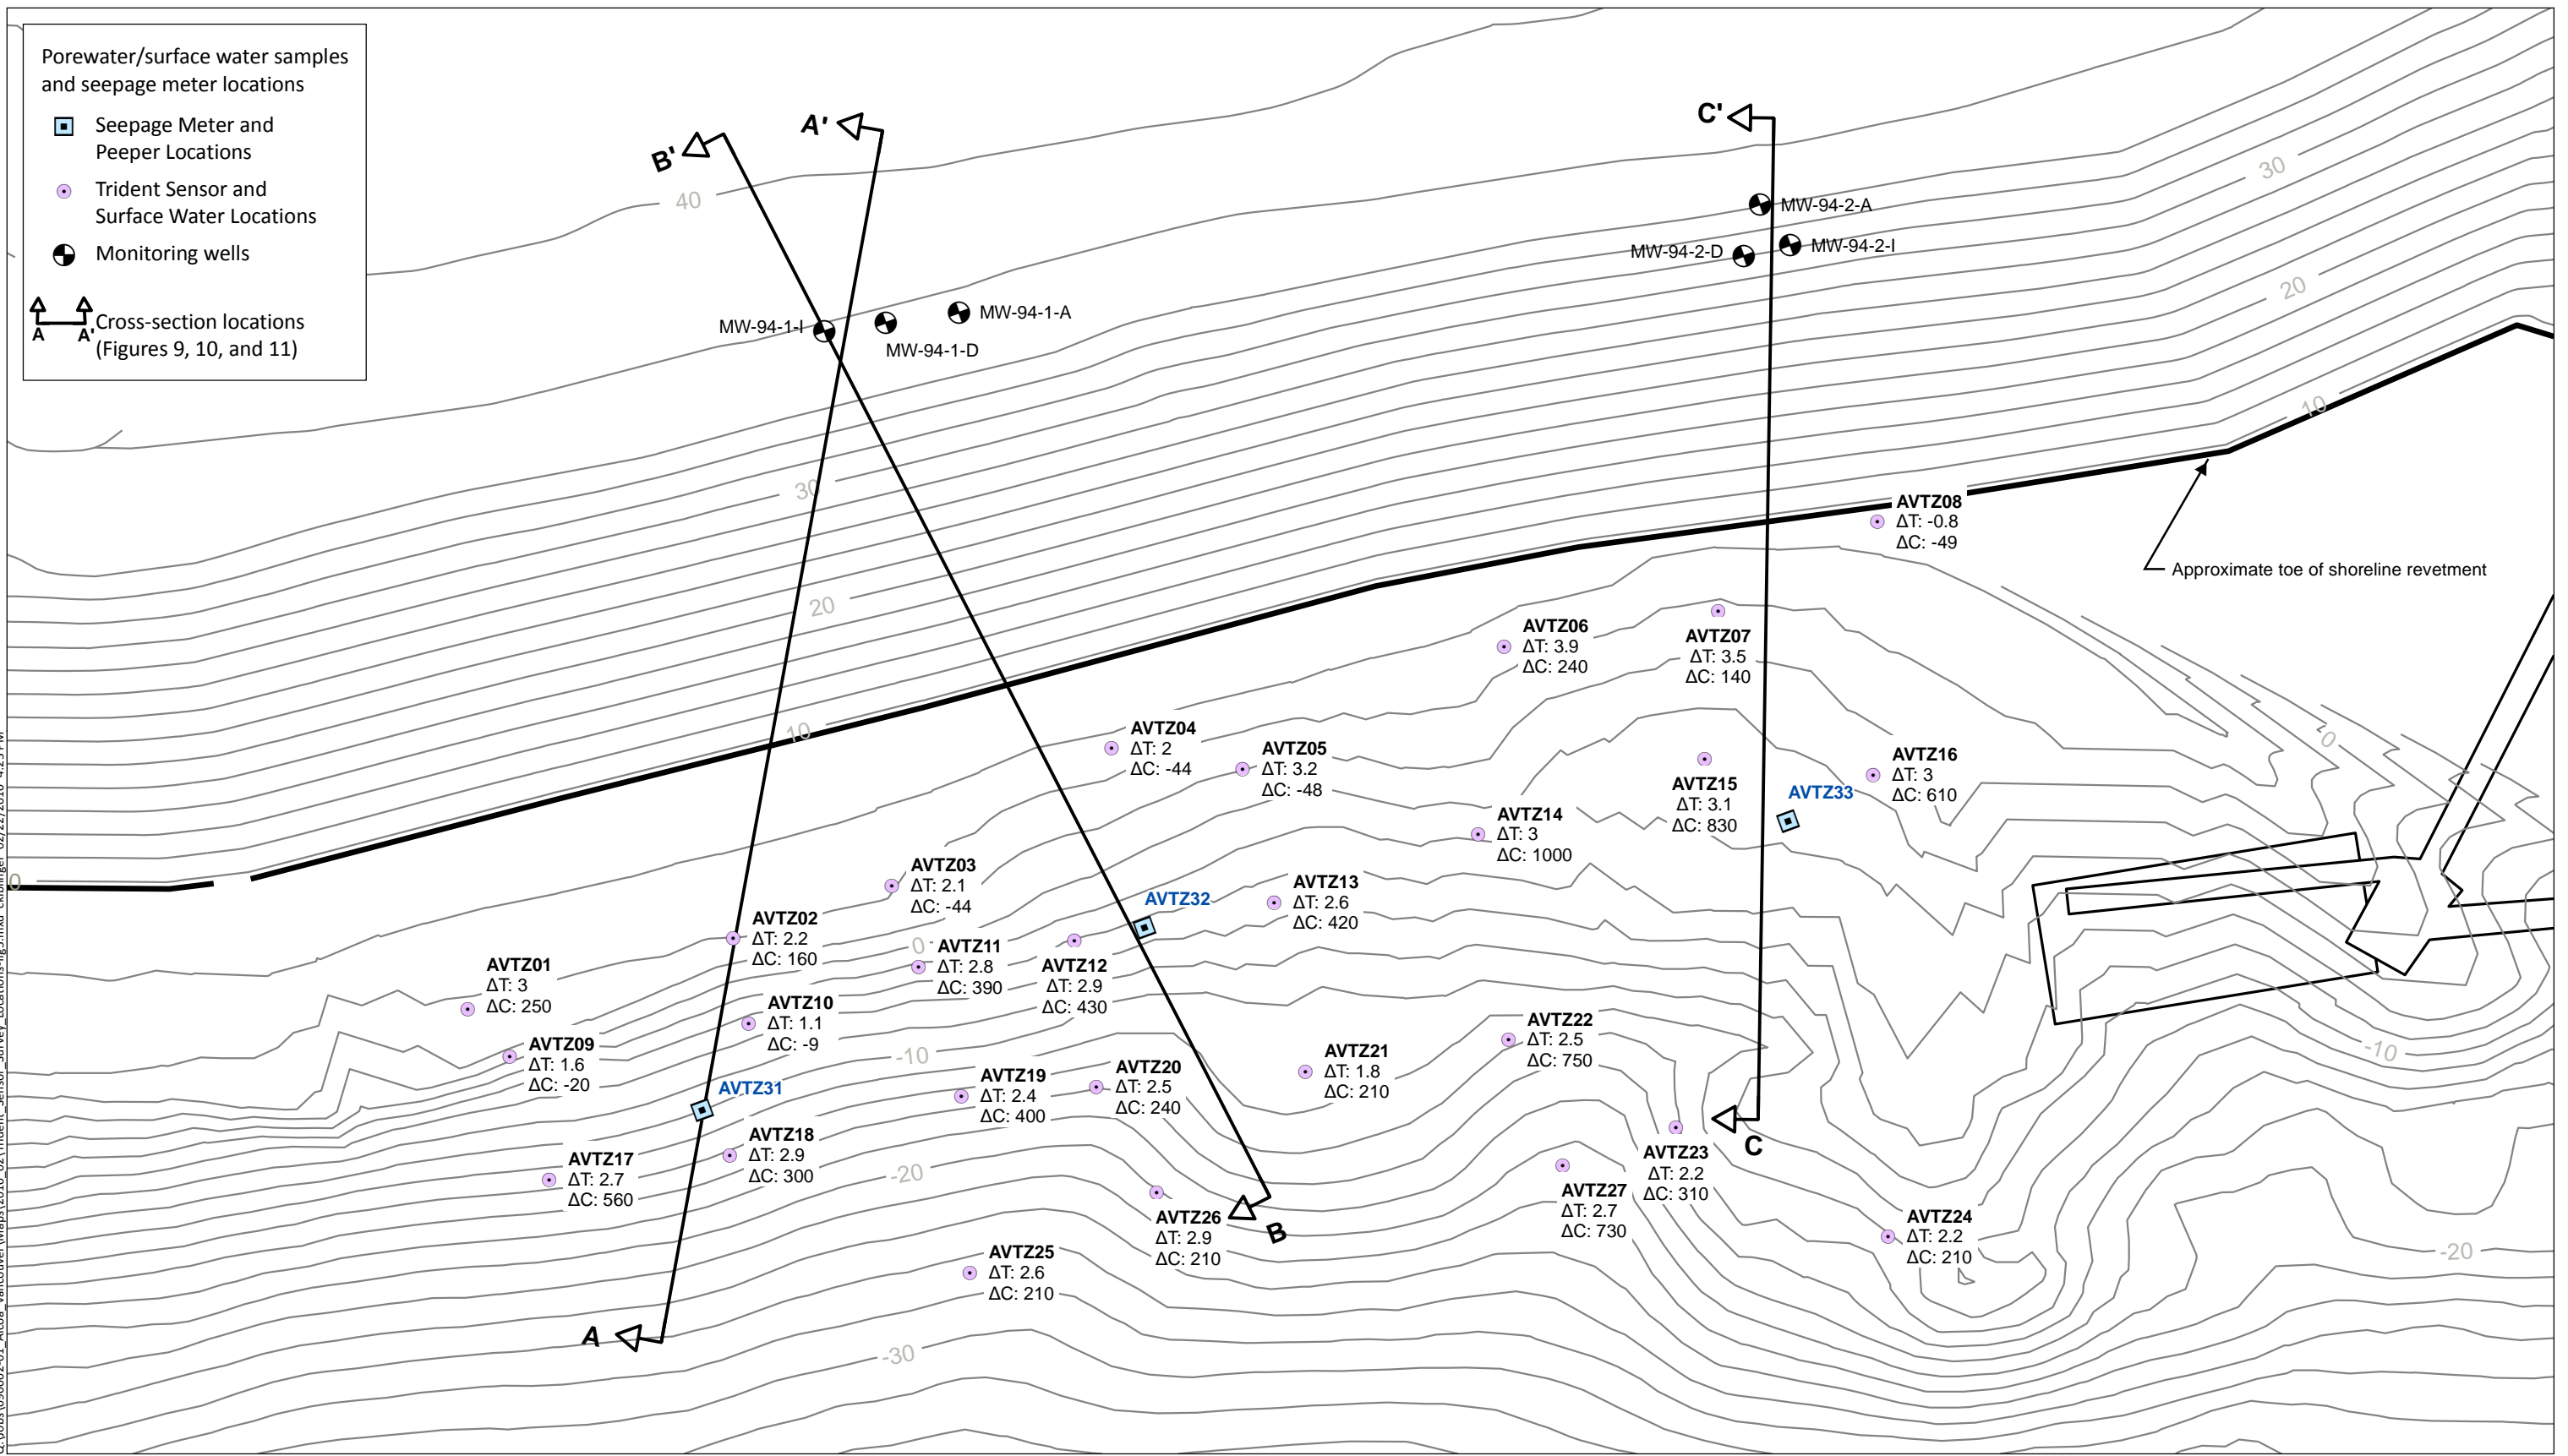 Porewater/surface water samples
and seepage meter locations
Seepage Meter and
Peeper Locations
Trident Sensor and
Surface Water Locations
Monitoring wells
A A'
Cross-section locations
(Figures 9, 10, and 11)
B'
A'
C'
40
30
MW-94-2-A
MW-94-2-D
MW-94-2-I
20
MW-94-1-I
MW-94-1-D
MW-94-1-A
10
30
AVTZ08
ΔT: -0.8
ΔC: -49
Approximate toe of shoreline revetment
20
AVTZ06
ΔT: 3.9
ΔC: 240
AVTZ07
ΔT: 3.5
ΔC: 140
10
0
AVTZ04
ΔT: 2
ΔC: -44
AVTZ05
ΔT: 3.2
ΔC: -48
AVTZ16
ΔT: 3
ΔC: 610
AVTZ15
ΔT: 3.1
ΔC: 830
AVTZ33
AVTZ14
ΔT: 3
ΔC: 1000
0
AVTZ03
ΔT: 2.1
ΔC: -44
AVTZ32
AVTZ13
ΔT: 2.6
ΔC: 420
AVTZ02
ΔT: 2.2
ΔC: 160
0
AVTZ11
ΔT: 2.8
ΔC: 390
AVTZ12
ΔT: 2.9
ΔC: 430
AVTZ01
ΔT: 3
ΔC: 250
AVTZ10
ΔT: 1.1
ΔC: -9
AVTZ09
ΔT: 1.6
ΔC: -20
-10
-10
AVTZ22
ΔT: 2.5
ΔC: 750
AVTZ21
ΔT: 1.8
ΔC: 210
AVTZ31
AVTZ19
ΔT: 2.4
ΔC: 400
AVTZ20
ΔT: 2.5
ΔC: 240
AVTZ18
ΔT: 2.9
ΔC: 300
AVTZ17
ΔT: 2.7
ΔC: 560
-20
C
AVTZ23
ΔT: 2.2
ΔC: 310
AVTZ27
ΔT: 2.7
ΔC: 730
AVTZ26
ΔT: 2.9
ΔC: 210
B
AVTZ24
ΔT: 2.2
ΔC: 210
-20
AVTZ25
ΔT: 2.6
ΔC: 210
A
-30